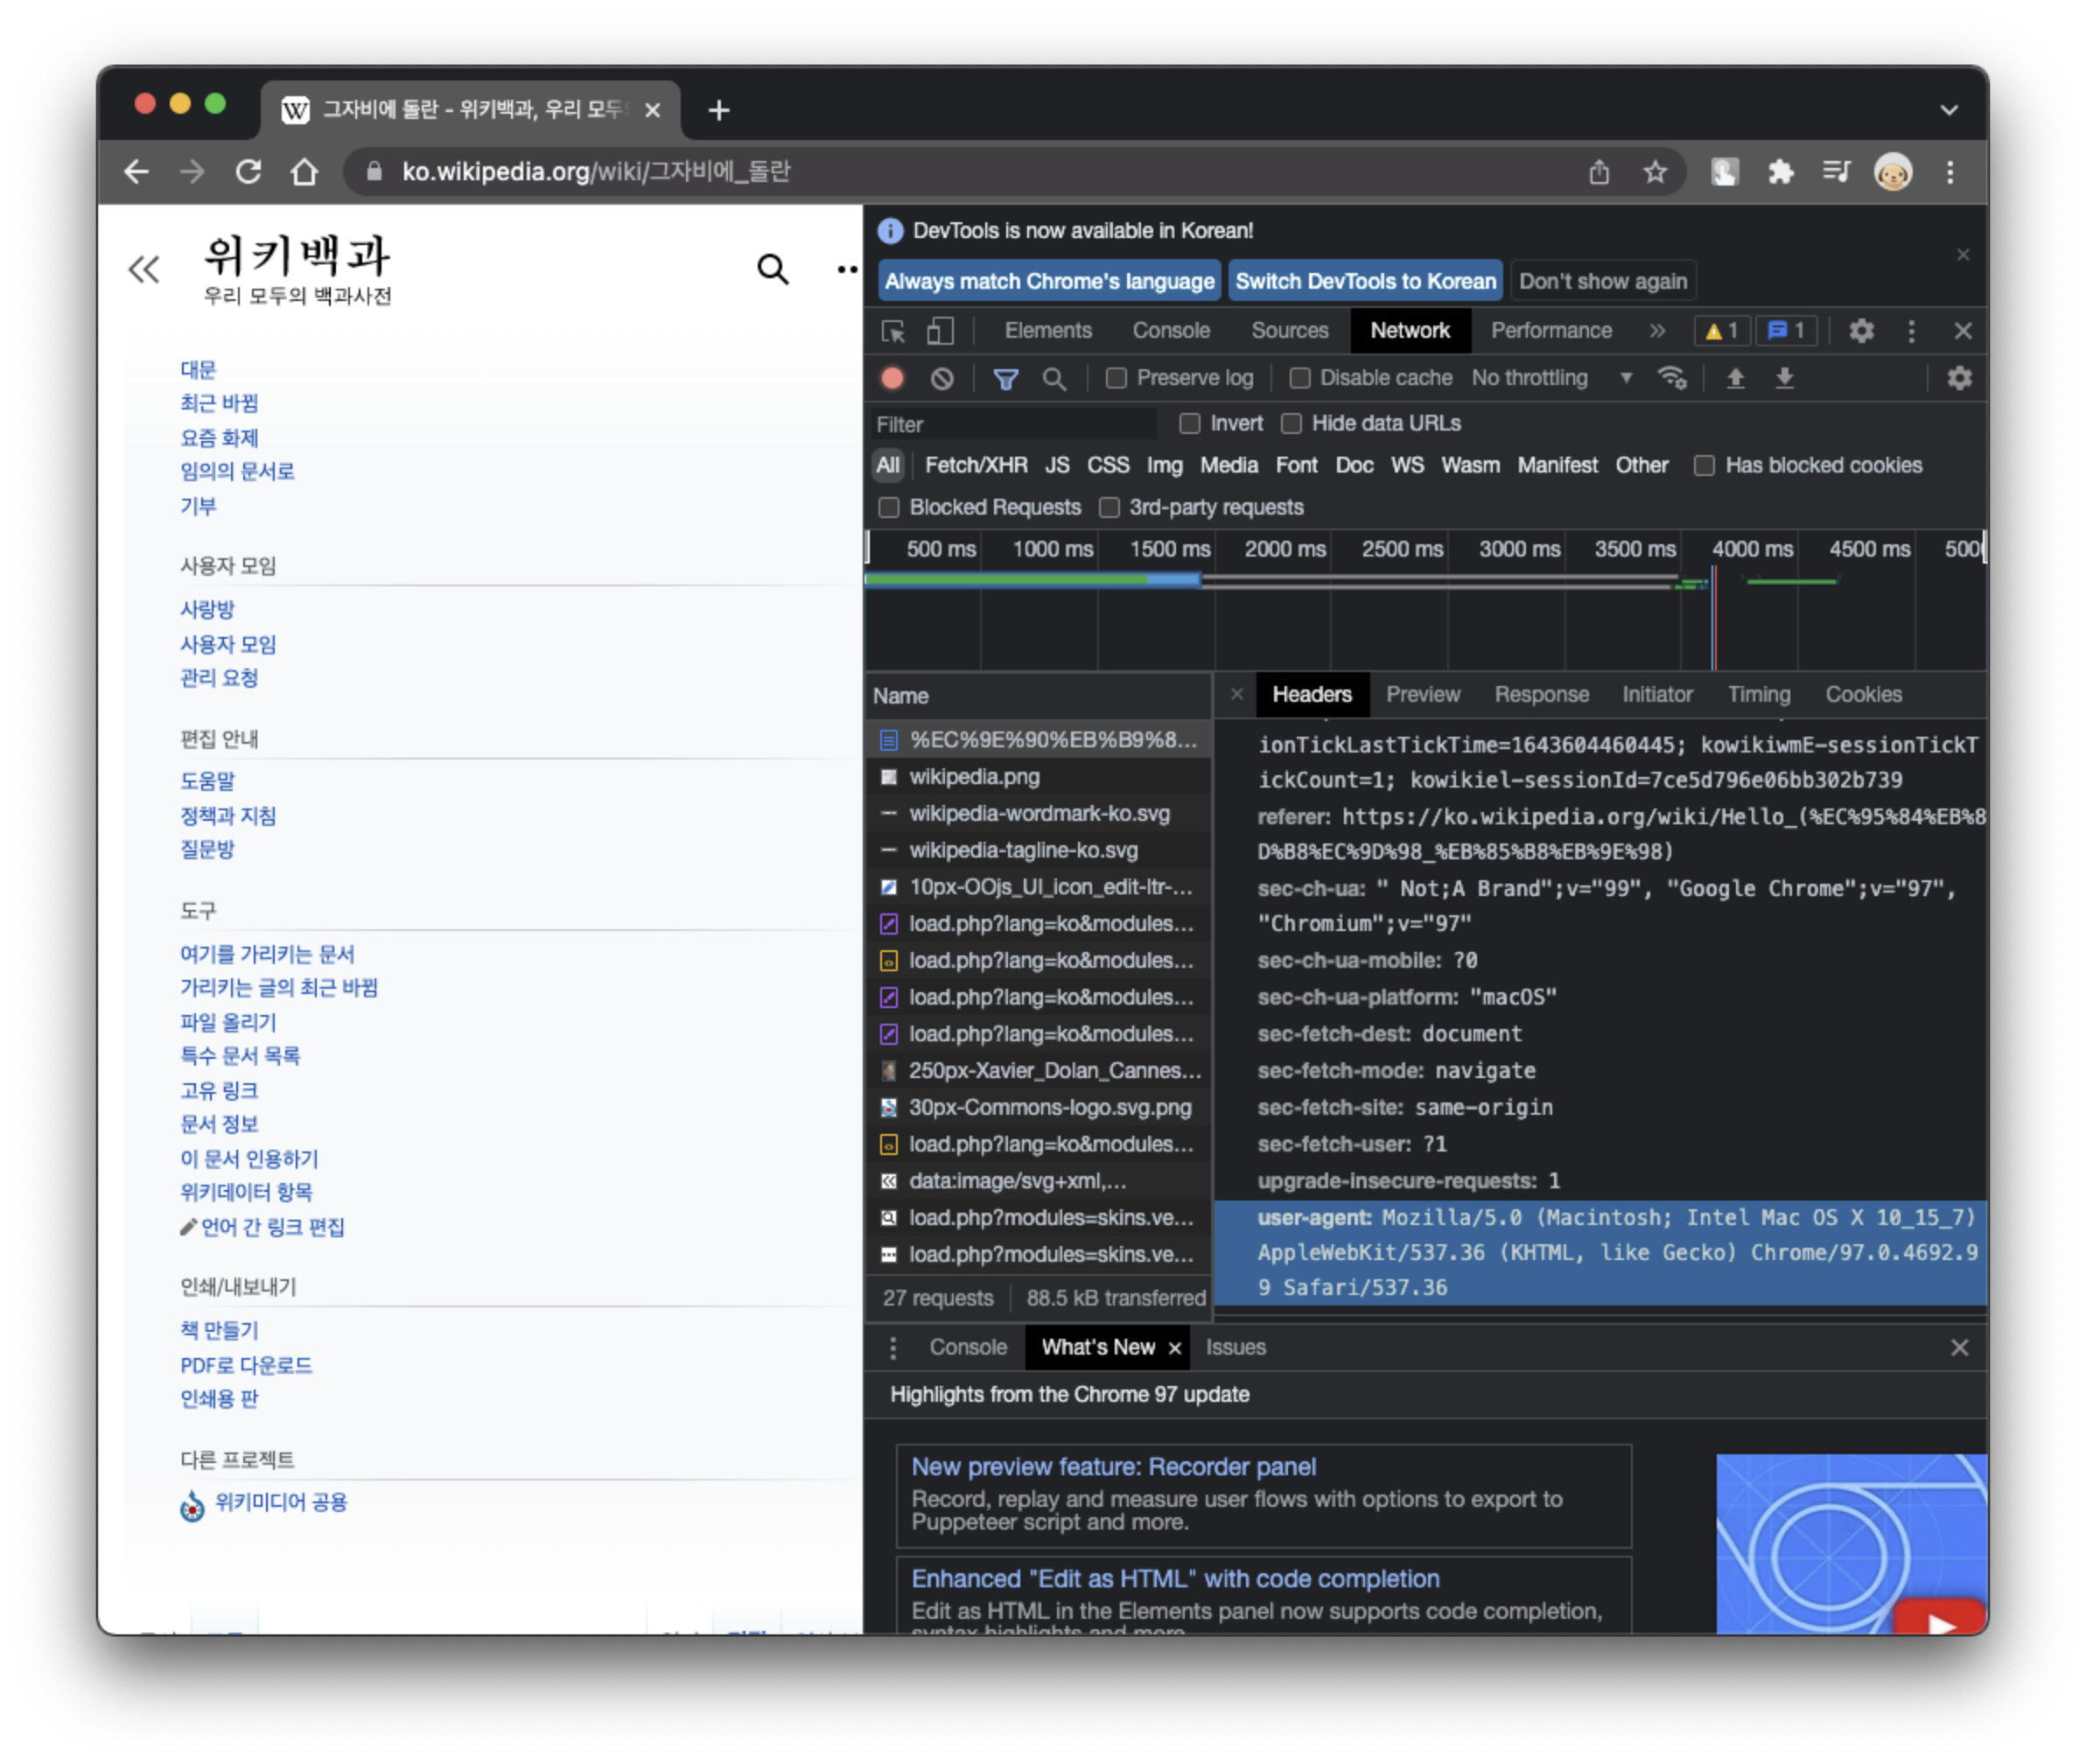 그자비에 돌란 - 위키백과, 우리 모두
ko.wikipedia.org/wiki/그자비에_돌란
위키백과
우리 모두의 백과사전
대문
최근 바뀜
요즘 화제
임의의 문서로
기부
사용자 모임
사랑방
사용자 모임
관리 요청
편집 안내
도움말
정책과 지침
질문방
도구
여기를 가리키는 문서
가리키는 글의 최근 바뀜
파일 올리기
특수 문서 목록
고유 링크
문서 정보
이 문서 인용하기
위키데이터 항목
언어 간 링크 편집
인쇄/내보내기
책 만들기
PDF로 다운로드
인쇄용 판
다른 프로젝트
위키미디어 공용
DevTools is now available in Korean!
Always match Chrome's language Switch DevTools to Korean Don't show again
Elements Console Sources Network Performance » 1 1
Preserve log Disable cache No throttling
Filter Invert Hide data URLs
All Fetch/XHR JS CSS Img Media Font Doc WS Wasm Manifest Other Has blocked cookies
Blocked Requests 3rd-party requests
500 ms 1000 ms 1500 ms 2000 ms 2500 ms 3000 ms 3500 ms 4000 ms 4500 ms 500
Name
%EC%9E%90%EB%B9%8...
wikipedia.png
wikipedia-wordmark-ko.svg
wikipedia-tagline-ko.svg
10px-OOjs_UI_icon_edit-ltr-...
load.php?lang=ko&modules...
load.php?lang=ko&modules...
load.php?lang=ko&modules...
load.php?lang=ko&modules...
250px-Xavier_Dolan_Cannes...
30px-Commons-logo.svg.png
load.php?lang=ko&modules...
data:image/svg+xml,...
load.php?modules=skins.ve...
load.php?modules=skins.ve...
27 requests 88.5 kB transferred
Headers Preview Response Initiator Timing Cookies
ionTickLastTickTime=1643604460445; kowikiwmE-sessionTickT
ickCount=1; kowikiel-sessionId=7ce5d796e06bb302b739
referer: https://ko.wikipedia.org/wiki/Hello_(%EC%95%84%EB%8
D%B8%EC%9D%98_%EB%85%B8%EB%9E%98)
sec-ch-ua: " Not;A Brand";v="99", "Google Chrome";v="97",
"Chromium";v="97"
sec-ch-ua-mobile: ?0
sec-ch-ua-platform: "macOS"
sec-fetch-dest: document
sec-fetch-mode: navigate
sec-fetch-site: same-origin
sec-fetch-user: ?1
upgrade-insecure-requests: 1
user-agent: Mozilla/5.0 (Macintosh; Intel Mac OS X 10_15_7)
AppleWebKit/537.36 (KHTML, like Gecko) Chrome/97.0.4692.9
9 Safari/537.36
Console What's New Issues
Highlights from the Chrome 97 update
New preview feature: Recorder panel
Record, replay and measure user flows with options to export to
Puppeteer script and more.
Enhanced "Edit as HTML" with code completion
Edit as HTML in the Elements panel now supports code completion,
syntax highlights and more.